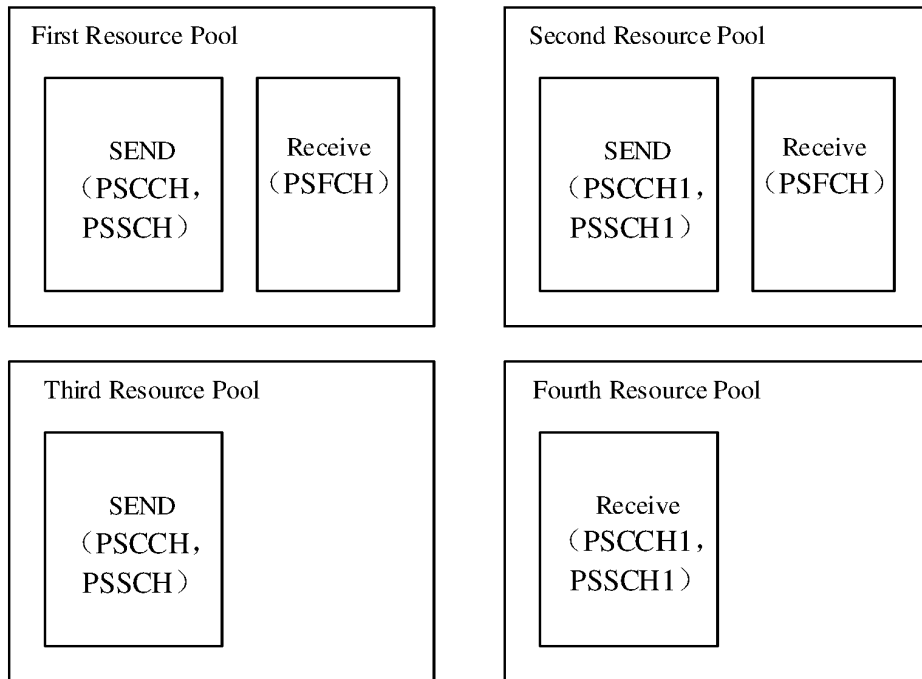 First Resource Pool
SEND
（PSCCH，
PSSCH）
Receive
（PSFCH）
Second Resource Pool
SEND
（PSCCH1，
PSSCH1）
Receive
（PSFCH）
Third Resource Pool
SEND
（PSCCH，
PSSCH）
Fourth Resource Pool
Receive
（PSCCH1，
PSSCH1）